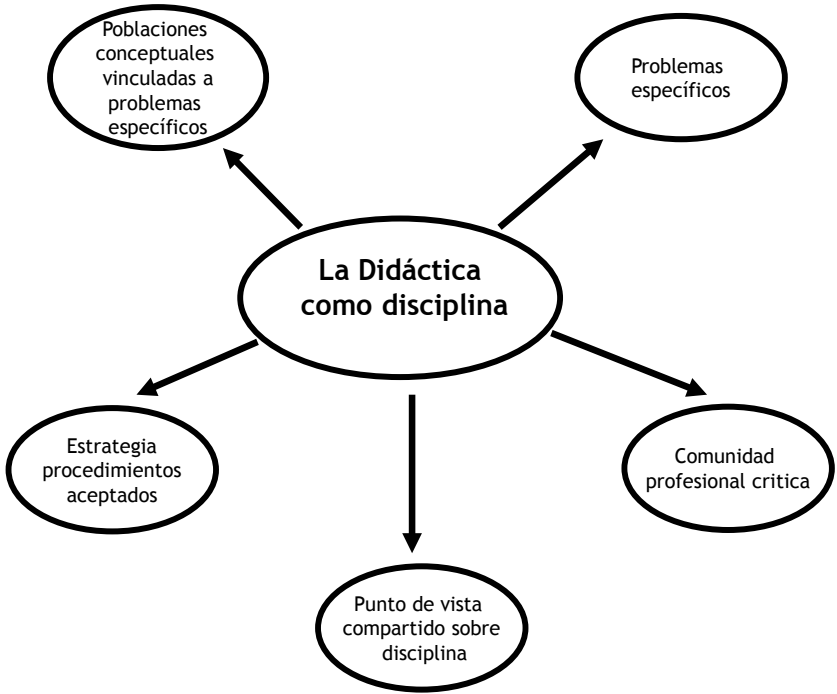 Poblaciones
conceptuales
vinculadas a
problemas
específicos
Problemas
específicos
La Didáctica
como disciplina
Estrategia
procedimientos
aceptados
Comunidad
profesional critica
Punto de vista
compartido sobre
disciplina